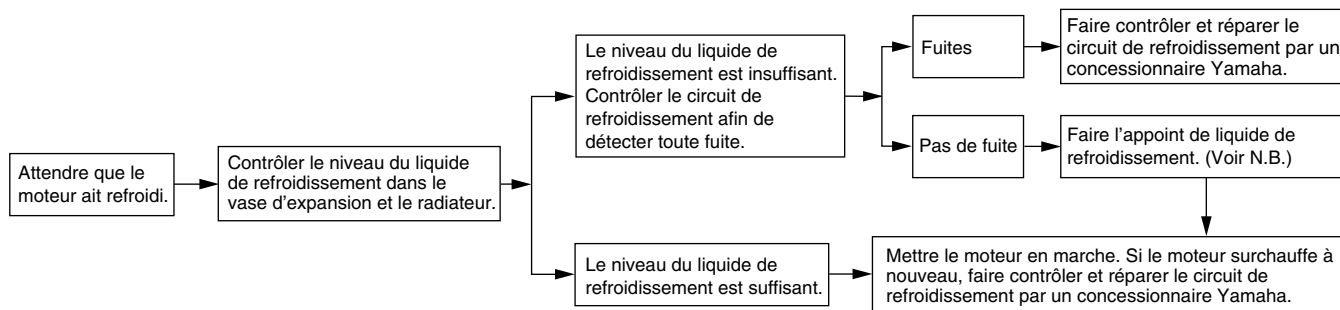 Attendre que le
moteur ait refroidi.
Contrôler le niveau du liquide
de refroidissement dans le
vase d'expansion et le radiateur.
Le niveau du liquide de
refroidissement est insuffisant.
Contrôler le circuit de
refroidissement afin de
détecter toute fuite.
Fuites
Faire contrôler et réparer le
circuit de refroidissement par un
concessionnaire Yamaha.
Pas de fuite
Faire l'appoint de liquide de
refroidissement. (Voir N.B.)
Le niveau du liquide de
refroidissement est suffisant.
Mettre le moteur en marche. Si le moteur surchauffe à
nouveau, faire contrôler et réparer le circuit de
refroidissement par un concessionnaire Yamaha.